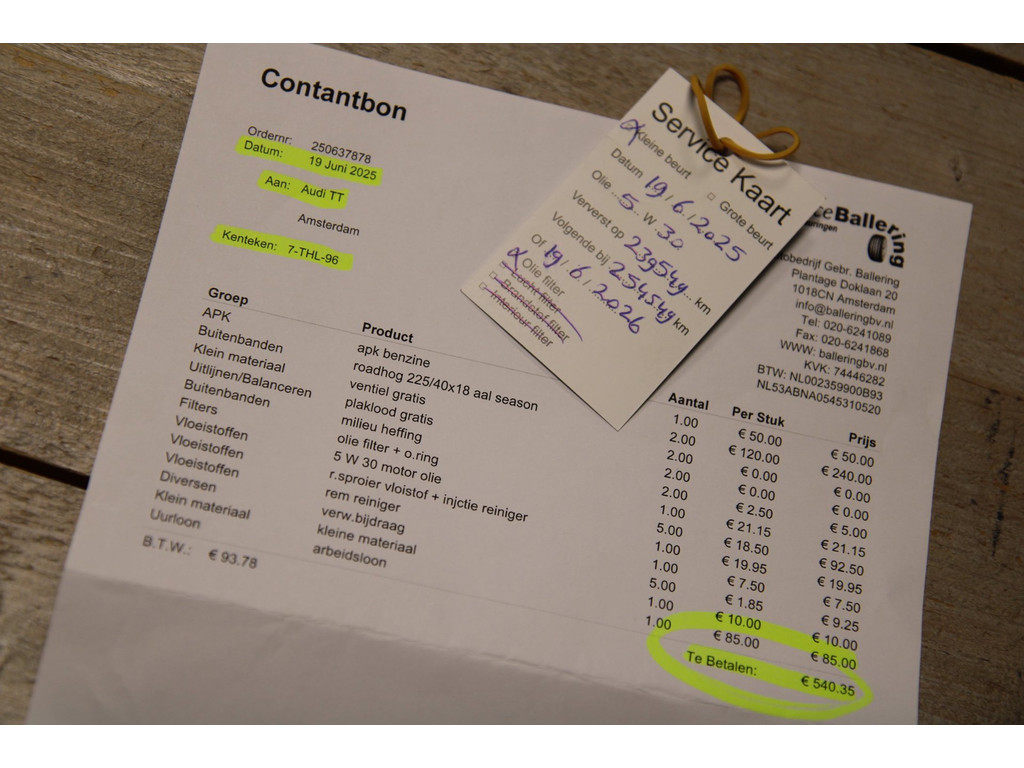 Contantbon
Ordernr: 250637878
Datum: 19 Juni 2025
Aan: Audi TT
Amsterdam
Kenteken: 7-THL-96
Service Kaart
Kleine beurt □ Grote beurt
Datum 19/6/2025
Olie 5 W 30
Ververst op 239549 km
Volgende bij 254549 km
Of 19/6/2026
Olie filter
Lucht filter
Brandstof filter
Interieur filter
Ballering
Gebr. Ballering
Plantage Doklaan 20
1018CN Amsterdam
info@balleringbv.nl
Tel: 020-6241089
Fax: 020-6241868
WWW: balleringbv.nl
KVK: 74446282
BTW: NL002359900B93
NL53ABNA0545310520
Groep Product Aantal Per Stuk Prijs
APK apk benzine 1.00 € 50.00 € 50.00
Buitenbanden roadhog 225/40x18 aal season 2.00 € 120.00 € 240.00
Klein materiaal ventiel gratis 2.00 € 0.00 € 0.00
Uitlijnen/Balanceren plaklood gratis 2.00 € 0.00 € 0.00
Buitenbanden milieu heffing 2.00 € 2.50 € 5.00
Filters olie filter + o.ring 1.00 € 21.15 € 21.15
Vloeistoffen 5 W 30 motor olie 5.00 € 18.50 € 92.50
Vloeistoffen r.sproier vloistof + injctie reiniger 1.00 € 19.95 € 19.95
Vloeistoffen rem reiniger 1.00 € 7.50 € 7.50
Diversen verw.bijdraag 5.00 € 1.85 € 9.25
Klein materiaal kleine materiaal 1.00 € 10.00 € 10.00
Uurloon arbeidsloon 1.00 € 85.00 € 85.00
B.T.W.: € 93.78 Te Betalen: € 540.35